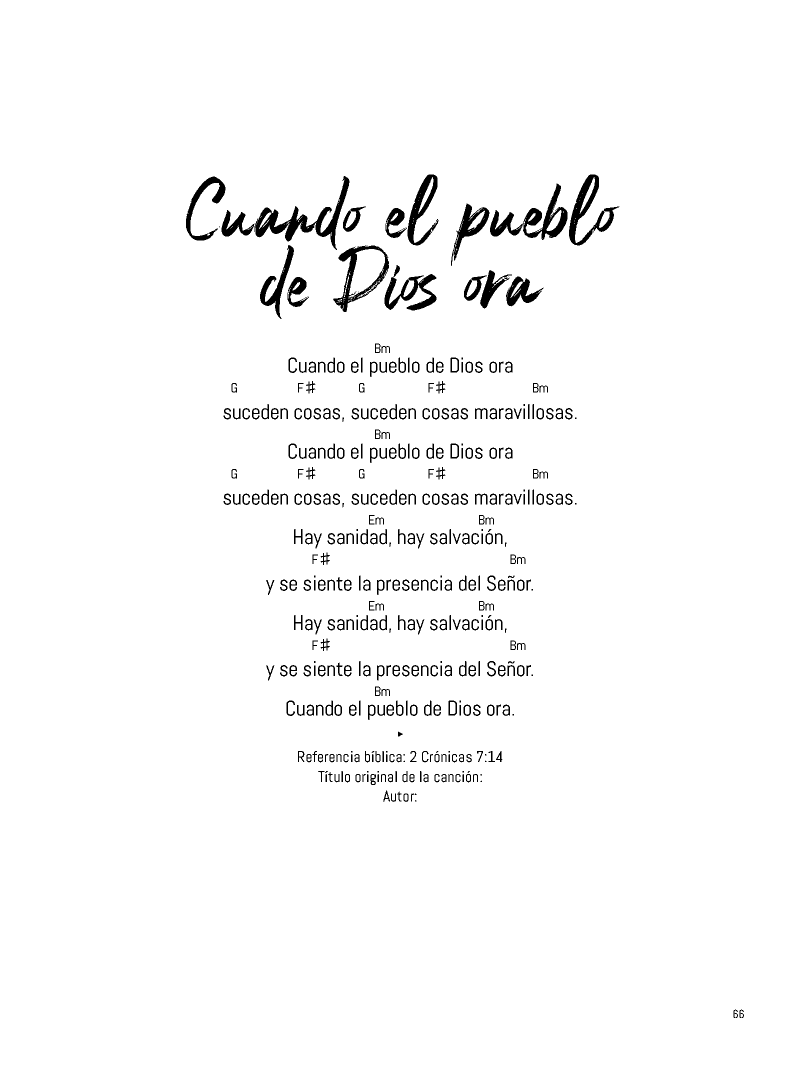 Cuando el pueblo
de Dios ora
Bm
Cuando el pueblo de Dios ora
G F♯ G F♯ Bm
suceden cosas, suceden cosas maravillosas.
Bm
Cuando el pueblo de Dios ora
G F♯ G F♯ Bm
suceden cosas, suceden cosas maravillosas.
Em Bm
Hay sanidad, hay salvación,
F♯ Bm
y se siente la presencia del Señor.
Em Bm
Hay sanidad, hay salvación,
F♯ Bm
y se siente la presencia del Señor.
Bm
Cuando el pueblo de Dios ora.
Referencia bíblica: 2 Crónicas 7:14
Título original de la canción:
Autor:
66